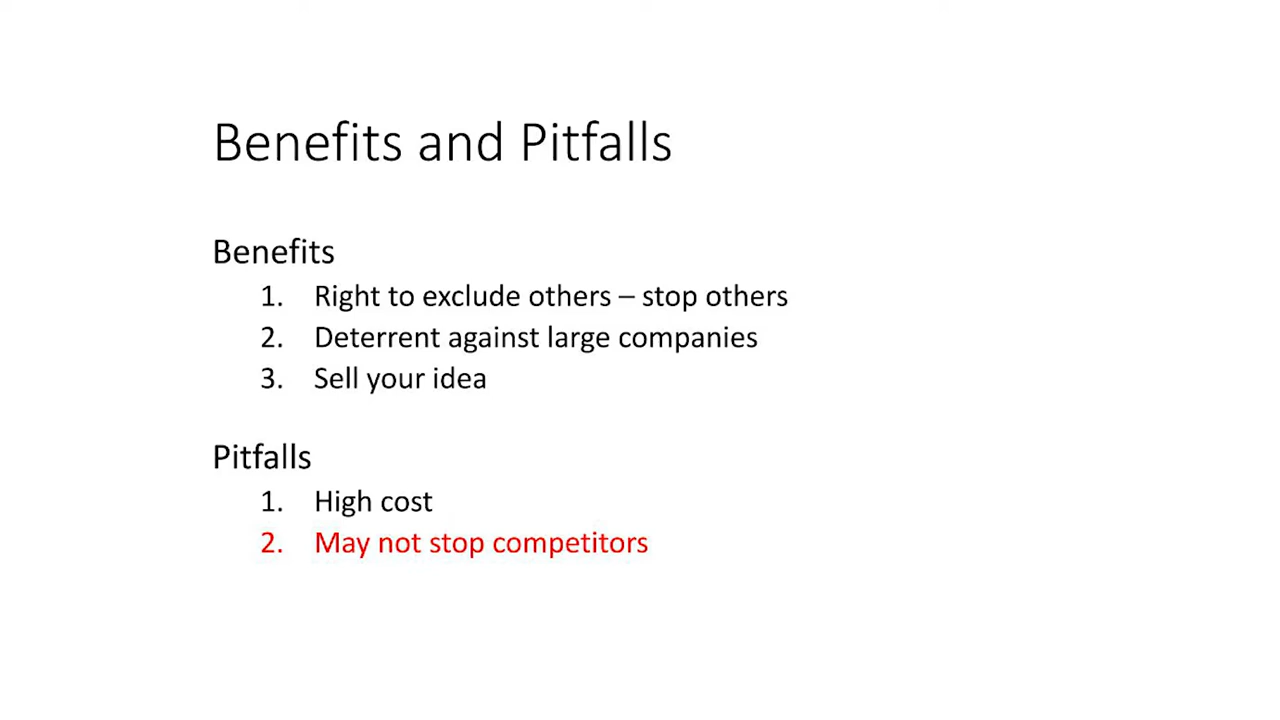 Benefits and Pitfalls
Benefits
1. Right to exclude others – stop others
2. Deterrent against large companies
3. Sell your idea
Pitfalls
1. High cost
2. May not stop competitors